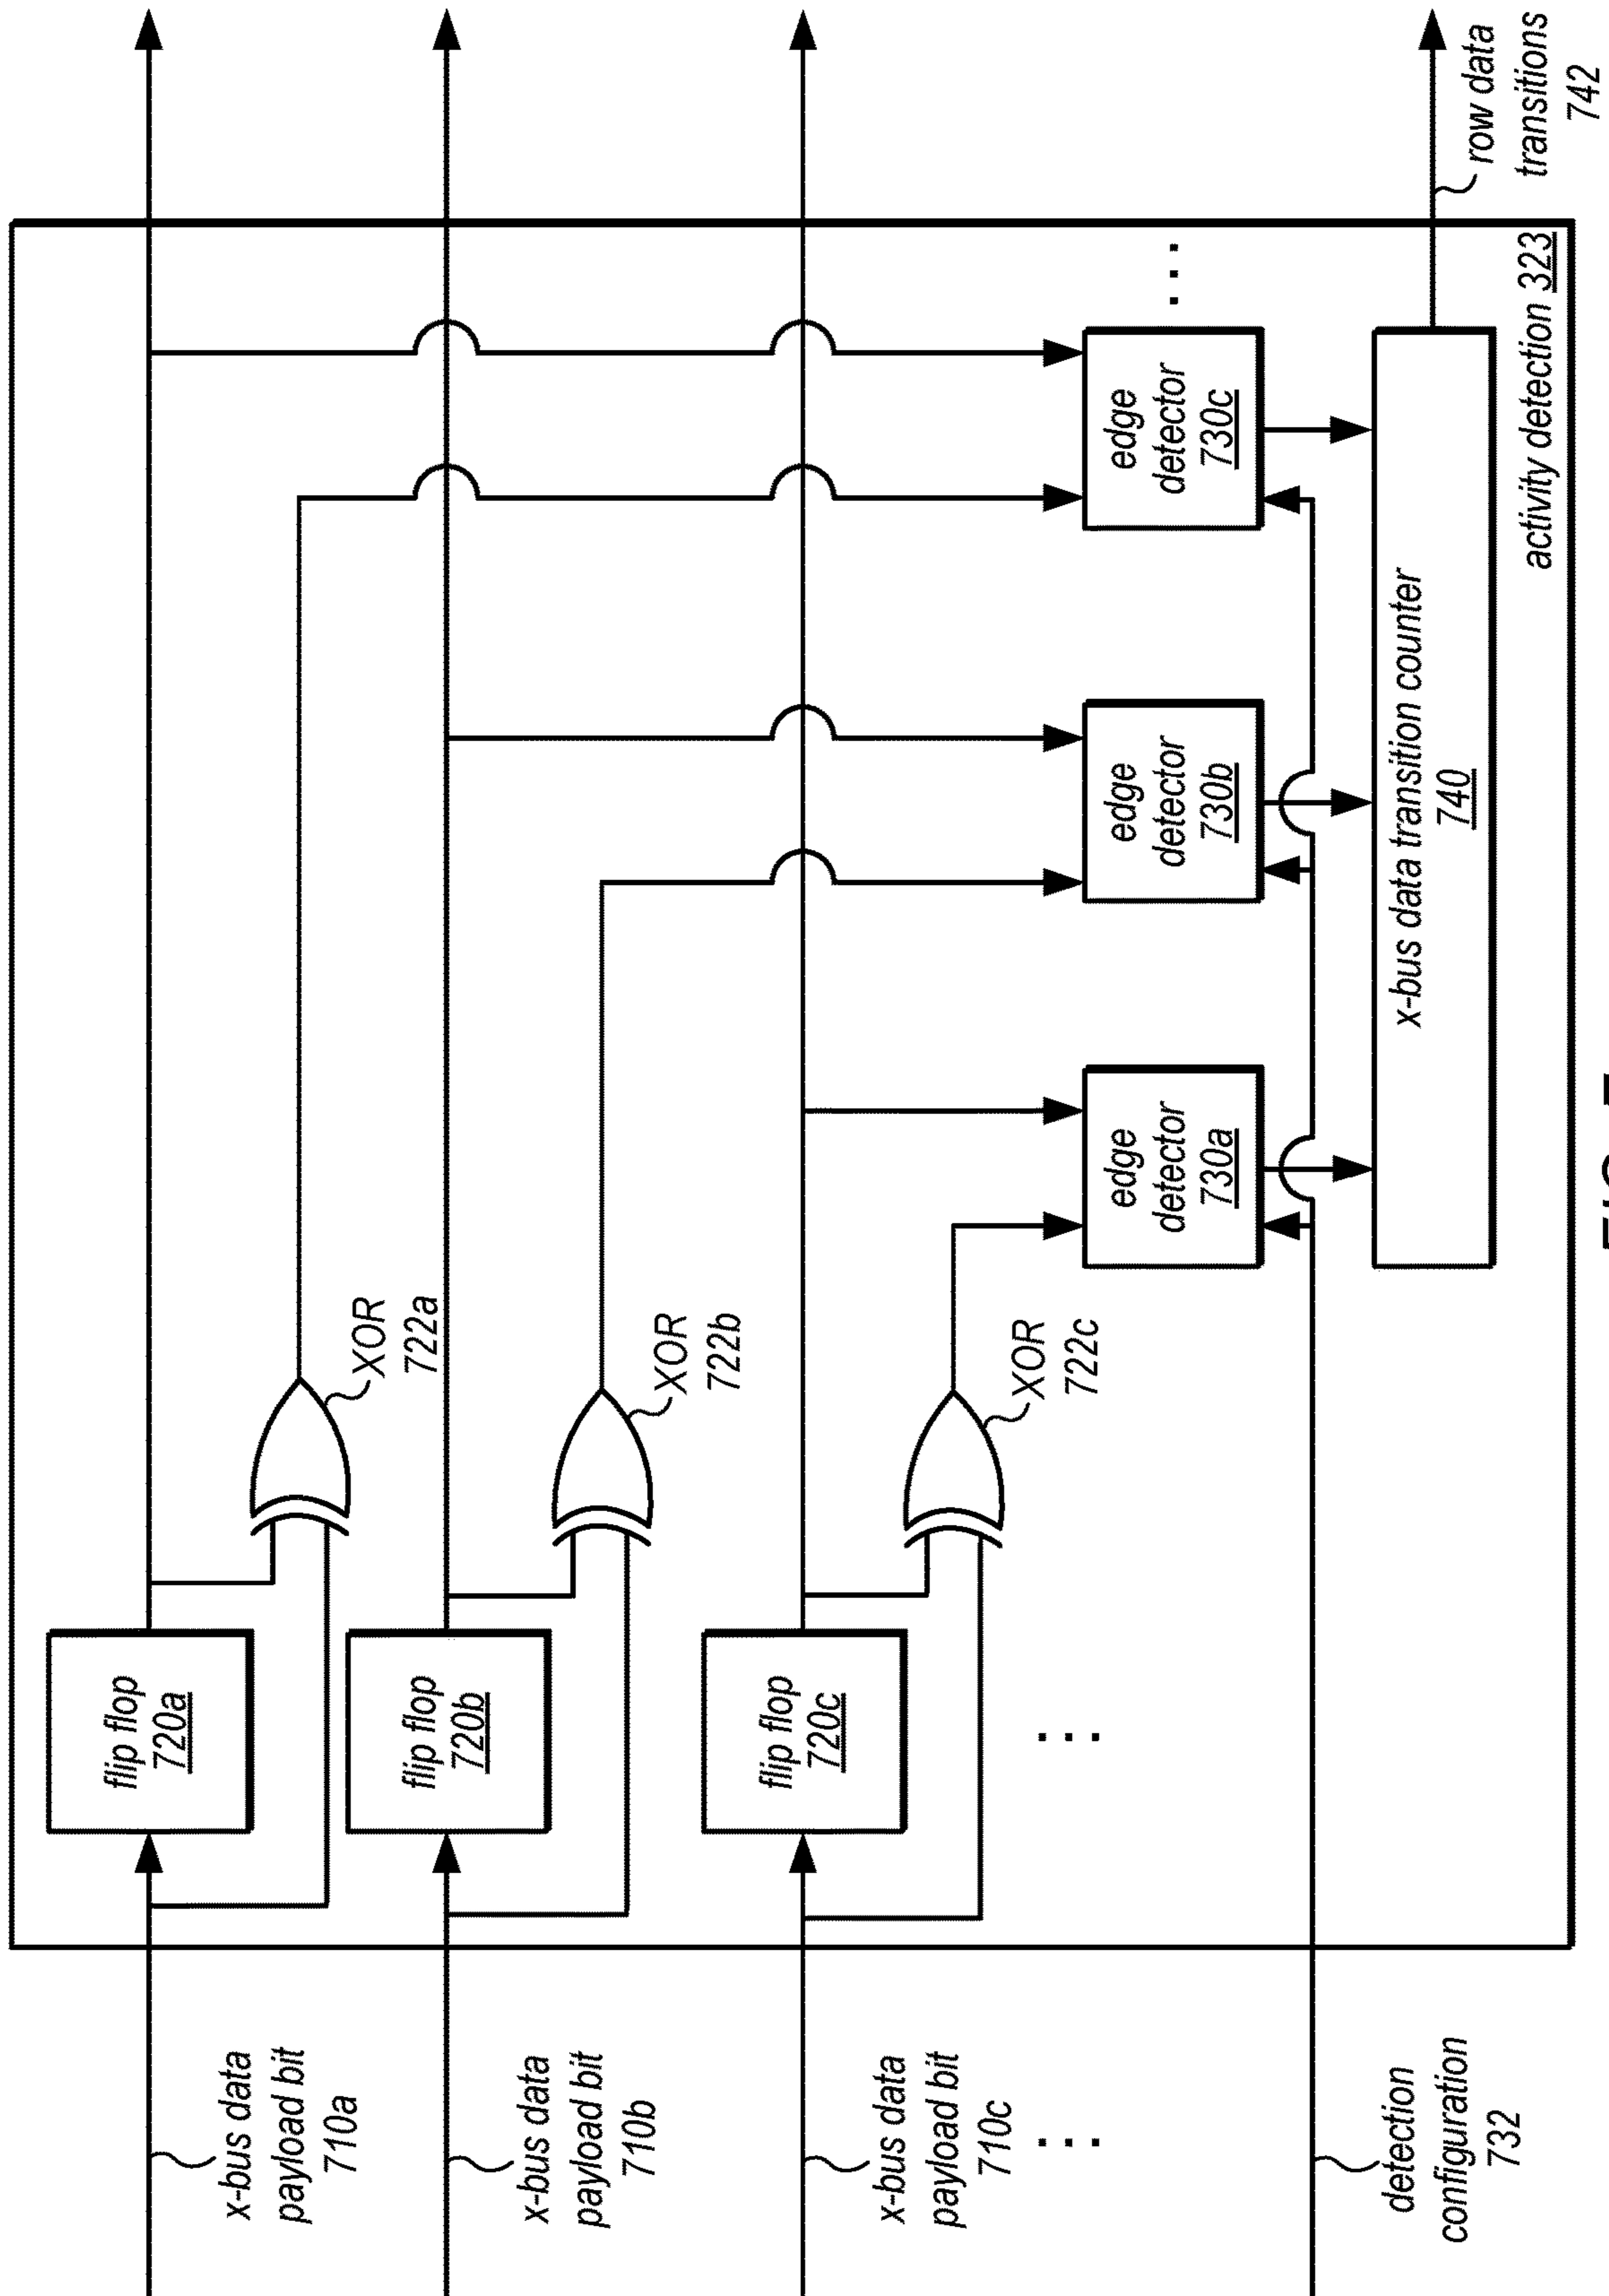 x-bus data
payload bit
710a
flip flop
720a
XOR
722a
x-bus data
payload bit
710b
flip flop
720b
XOR
722b
x-bus data
payload bit
710c
flip flop
720c
XOR
722c
...
...
edge
detector
730a
edge
detector
730b
edge
detector
730c
...
detection
configuration
732
x-bus data transition counter
740
row data
transitions
742
activity detection 323